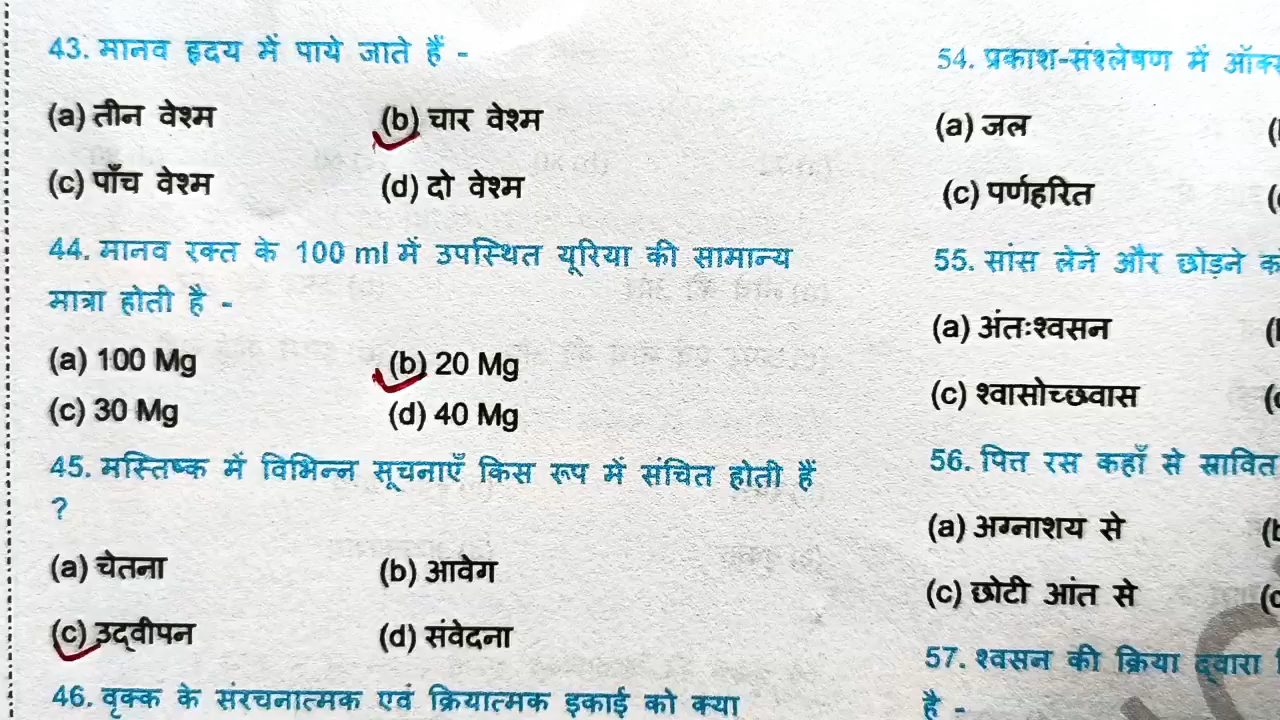 43. मानव हृदय में पाये जाते हैं -
(a) तीन वेश्म (b) चार वेश्म
(c) पाँच वेश्म (d) दो वेश्म
44. मानव रक्त के 100 ml में उपस्थित यूरिया की सामान्य
मात्रा होती है -
(a) 100 Mg (b) 20 Mg
(c) 30 Mg (d) 40 Mg
45. मस्तिष्क में विभिन्न सूचनाएँ किस रूप में संचित होती हैं
?
(a) चेतना (b) आवेग
(c) उद्वीपन (d) संवेदना
46. वृक्क के संरचनात्मक एवं क्रियात्मक इकाई को क्या
54. प्रकाश-संश्लेषण में
(a) जल
(c) पर्णहरित
55. सांस लेने और छोड़ने
(a) अंतःश्वसन
(c) श्वासोच्छवास
56. पित्त रस कहाँ से स्रावित
(a) अग्नाशय से
(c) छोटी आंत से
57. श्वसन की क्रिया द्वारा
है -